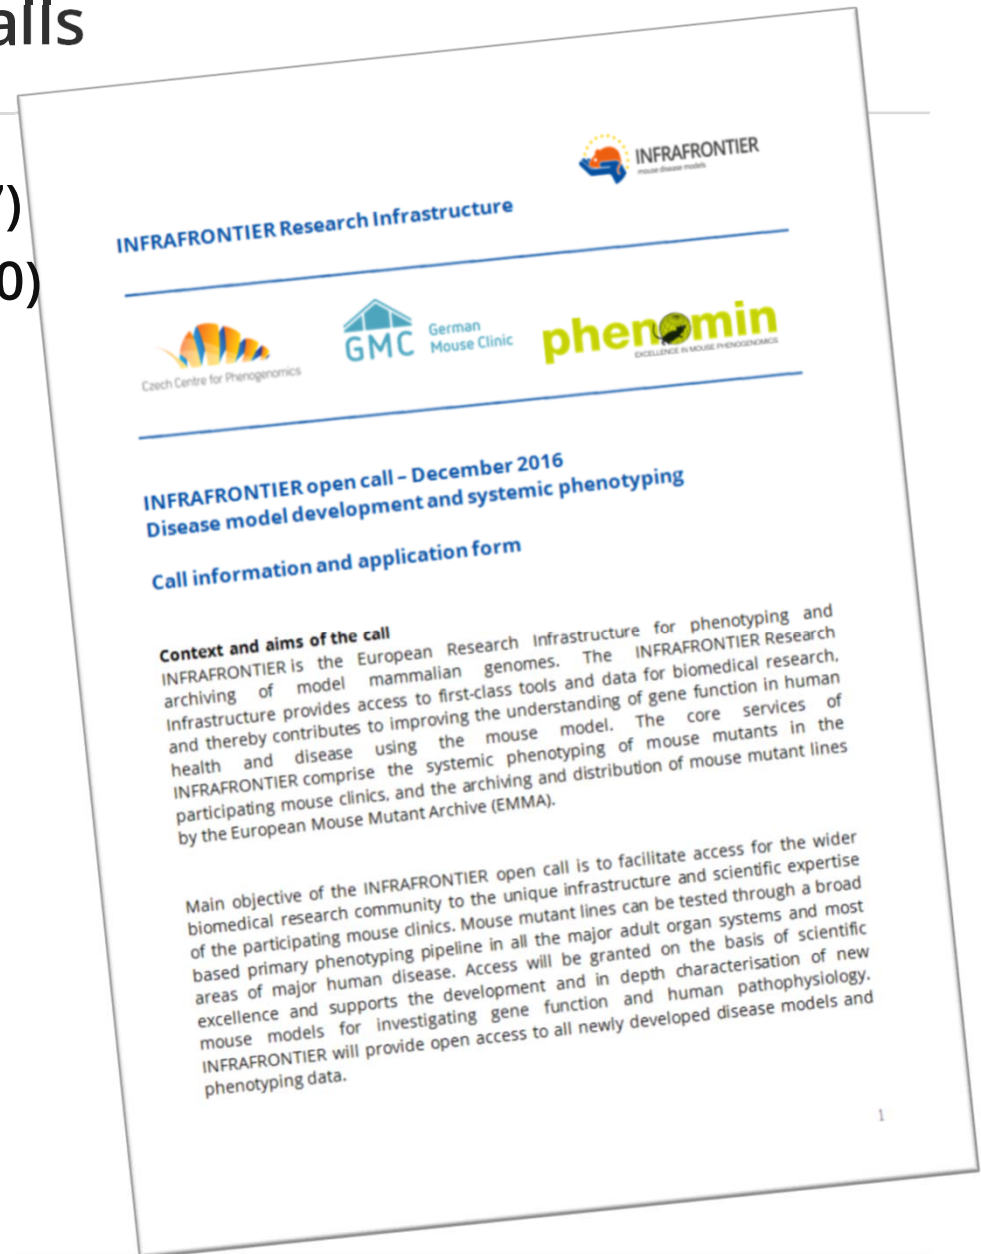 alls
7)
0)
INFRAFRONTIER
mouse disease models
INFRAFRONTIER Research Infrastructure
Czech Centre for Phenogenomics
GMC German
Mouse Clinic
phenomin
EXCELLENCE IN MOUSE PHENOGENOMICS
INFRAFRONTIER open call – December 2016
Disease model development and systemic phenotyping
Call information and application form
Context and aims of the call
INFRAFRONTIER is the European Research Infrastructure for phenotyping and
archiving of model mammalian genomes. The INFRAFRONTIER Research
Infrastructure provides access to first-class tools and data for biomedical research,
and thereby contributes to improving the understanding of gene function in human
health and disease using the mouse model. The core services of
INFRAFRONTIER comprise the systemic phenotyping of mouse mutants in the
participating mouse clinics, and the archiving and distribution of mouse mutant lines
by the European Mouse Mutant Archive (EMMA).
Main objective of the INFRAFRONTIER open call is to facilitate access for the wider
biomedical research community to the unique infrastructure and scientific expertise
of the participating mouse clinics. Mouse mutant lines can be tested through a broad
based primary phenotyping pipeline in all the major adult organ systems and most
areas of major human disease. Access will be granted on the basis of scientific
excellence and supports the development and in depth characterisation of new
mouse models for investigating gene function and human pathophysiology.
INFRAFRONTIER will provide open access to all newly developed disease models and
phenotyping data.
1